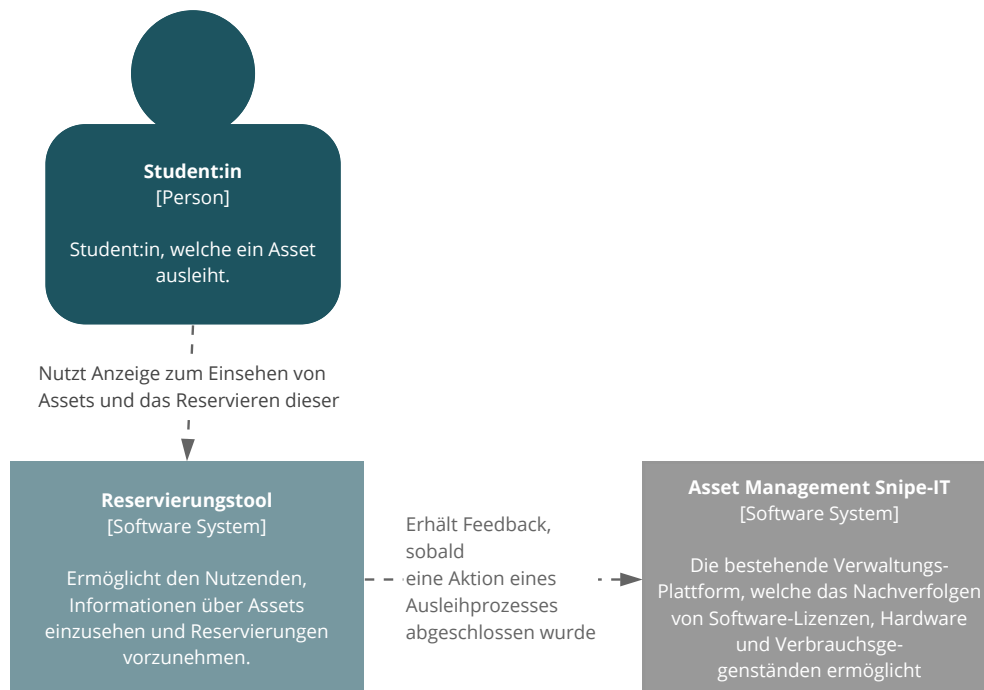 Student:in
[Person]
Student:in, welche ein Asset
ausleiht.
Nutzt Anzeige zum Einsehen von
Assets und das Reservieren dieser
Reservierungstool
[Software System]
Ermöglicht den Nutzenden,
Informationen über Assets
einzusehen und Reservierungen
vorzunehmen.
Erhält Feedback,
sobald
eine Aktion eines
Ausleihprozesses
abgeschlossen wurde
Asset Management Snipe-IT
[Software System]
Die bestehende Verwaltungs-
Plattform, welche das Nachverfolgen
von Software-Lizenzen, Hardware
und Verbrauchsge-
genständen ermöglicht